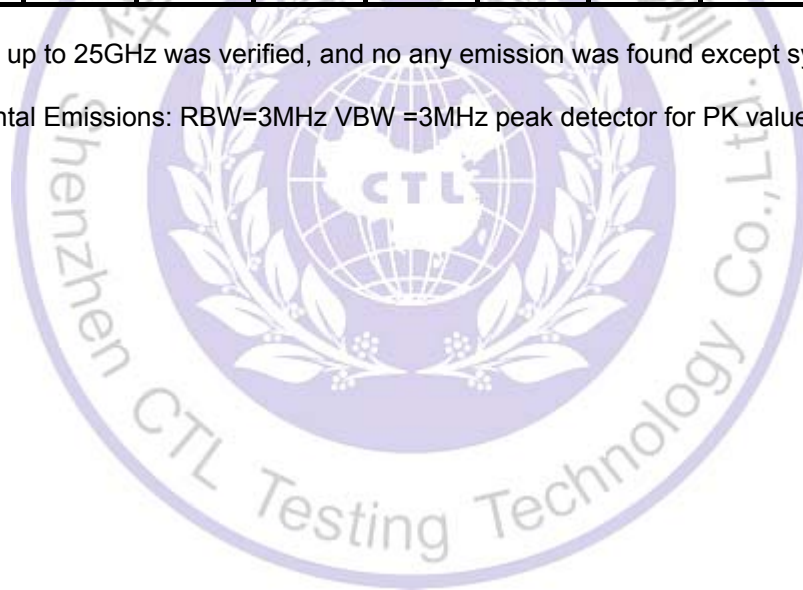 up to 25GHz was verified, and no any emission was found except sy
ntal Emissions: RBW=3MHz VBW =3MHz peak detector for PK value
CTL
Shenzhen CTL Testing Technology Co.,Ltd.